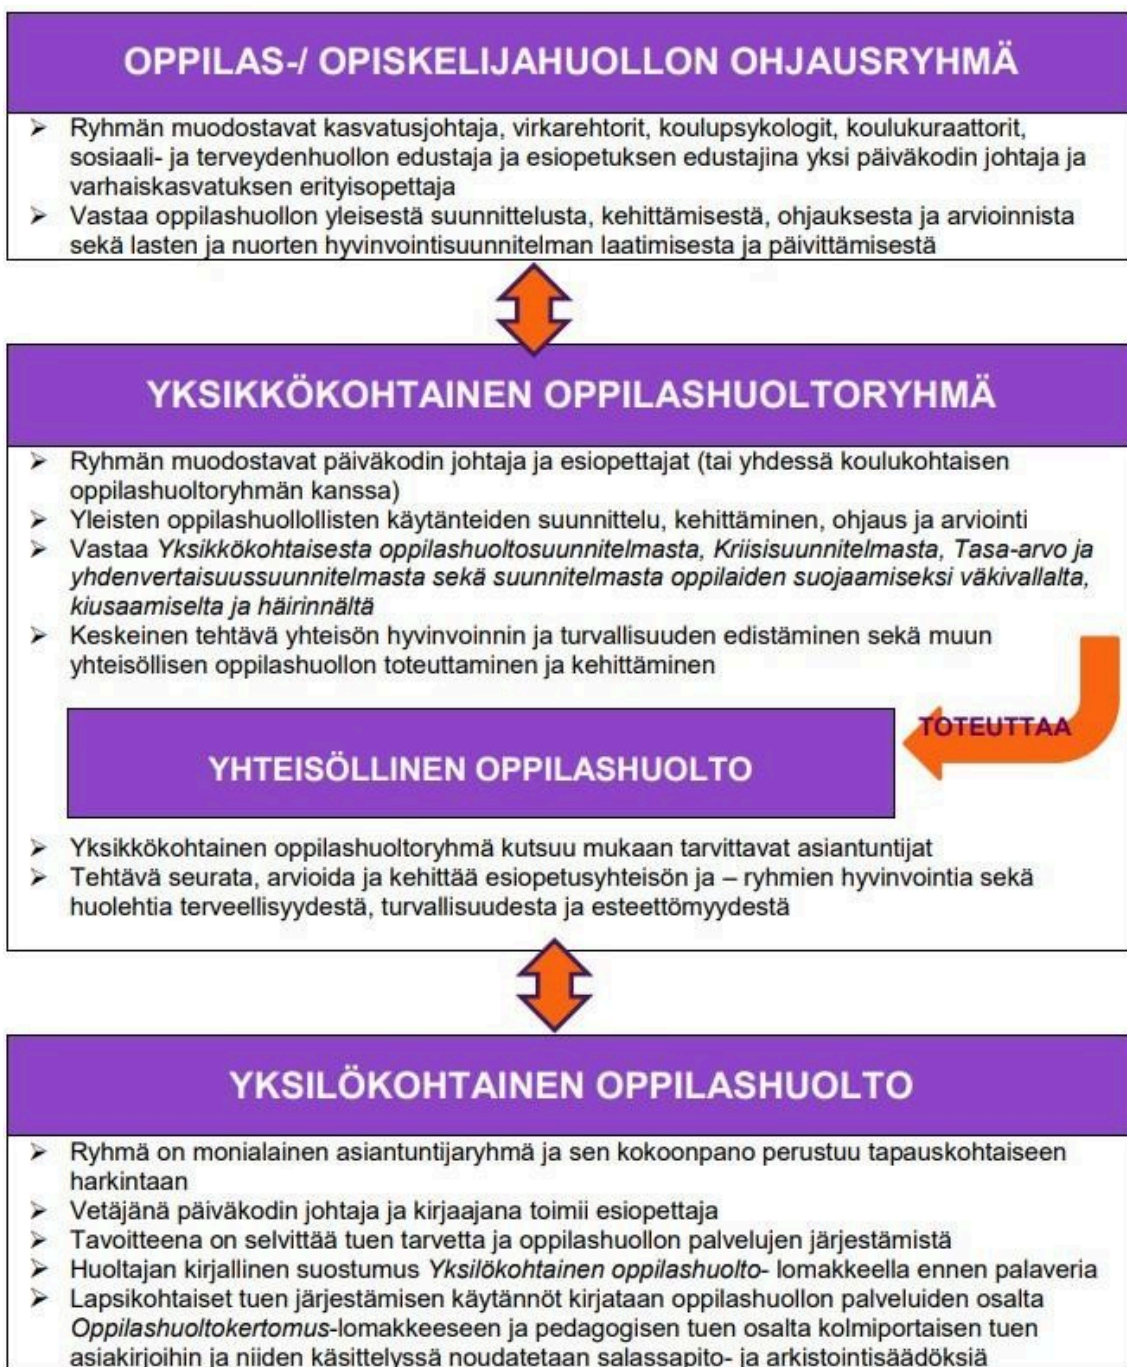 OPPILAS-/ OPISKELIJAHUOLLON OHJAUSRYHMÄ
➢ Ryhmän muodostavat kasvatusjohtaja, virkarehtorit, koulupsykologit, koulukuraattorit,
sosiaali- ja terveydenhuollon edustaja ja esiopetuksen edustajina yksi päiväkodin johtaja ja
varhaiskasvatuksen erityisopettaja
➢ Vastaa oppilashuollon yleisestä suunnittelusta, kehittämisestä, ohjauksesta ja arvioinnista
sekä lasten ja nuorten hyvinvointisuunnitelman laatimisesta ja päivittämisestä
YKSIKKÖKOHTAINEN OPPILASHUOLTORYHMÄ
➢ Ryhmän muodostavat päiväkodin johtaja ja esiopettajat (tai yhdessä koulukohtaisen
oppilashuoltoryhmän kanssa)
➢ Yleisten oppilashuollollisten käytänteiden suunnittelu, kehittäminen, ohjaus ja arviointi
➢ Vastaa Yksikkökohtaisesta oppilashuoltosuunnitelmasta, Kriisisuunnitelmasta, Tasa-arvo ja
yhdenvertaisuussuunnitelmasta sekä suunnitelmasta oppilaiden suojaamiseksi väkivallalta,
kiusaamiselta ja häirinnältä
➢ Keskeinen tehtävä yhteisön hyvinvoinnin ja turvallisuuden edistäminen sekä muun
yhteisöllisen oppilashuollon toteuttaminen ja kehittäminen
TOTEUTTAA
YHTEISÖLLINEN OPPILASHUOLTO
➢ Yksikkökohtainen oppilashuoltoryhmä kutsuu mukaan tarvittavat asiantuntijat
➢ Tehtävä seurata, arvioida ja kehittää esiopetusyhteisön ja – ryhmien hyvinvointia sekä
huolehtia terveellisyydestä, turvallisuudesta ja esteettömyydestä
YKSILÖKOHTAINEN OPPILASHUOLTO
➢ Ryhmä on monialainen asiantuntijaryhmä ja sen kokoonpano perustuu tapauskohtaiseen
harkintaan
➢ Vetäjänä päiväkodin johtaja ja kirjaajana toimii esiopettaja
➢ Tavoitteena on selvittää tuen tarvetta ja oppilashuollon palvelujen järjestämistä
➢ Huoltajan kirjallinen suostumus Yksilökohtainen oppilashuolto- lomakkeella ennen palaveria
➢ Lapsikohtaiset tuen järjestämisen käytännöt kirjataan oppilashuollon palveluiden osalta
Oppilashuoltokertomus-lomakkeeseen ja pedagogisen tuen osalta kolmiportaisen tuen
asiakirjoihin ja niiden käsittelyssä noudatetaan salassapito- ja arkistointisäädöksiä